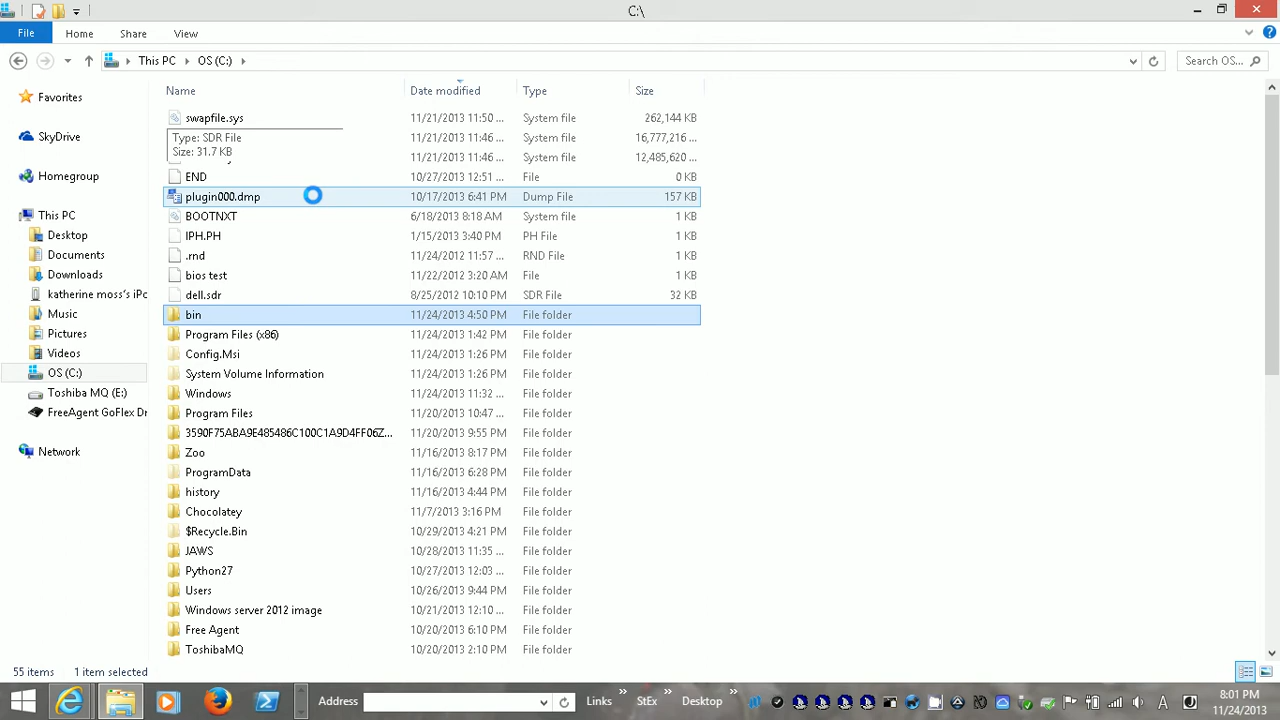 C:\
File Home Share View
This PC OS (C:) Search OS...
Name Date modified Type Size
Favorites
SkyDrive
Homegroup
This PC
Desktop
Documents
Downloads
katherine moss's iPo
Music
Pictures
Videos
OS (C:)
Toshiba MQ (E:)
FreeAgent GoFlex Dr
Network
swapfile.sys 11/21/2013 11:50 ... System file 262,144 KB
Type: SDR File 11/21/2013 11:46 ... System file 16,777,216 ...
Size: 31.7 KB 11/21/2013 11:46 ... System file 12,485,620 ...
END 10/27/2013 12:51 ... File 0 KB
plugin000.dmp 10/17/2013 6:41 PM Dump File 157 KB
BOOTNXT 6/18/2013 8:18 AM System file 1 KB
IPH.PH 1/15/2013 3:40 PM PH File 1 KB
.rnd 11/24/2012 11:57 ... RND File 1 KB
bios test 11/22/2012 3:20 AM File 1 KB
dell.sdr 8/25/2012 10:10 PM SDR File 32 KB
bin 11/24/2013 4:50 PM File folder
Program Files (x86) 11/24/2013 1:42 PM File folder
Config.Msi 11/24/2013 1:26 PM File folder
System Volume Information 11/24/2013 1:26 PM File folder
Windows 11/24/2013 11:32 ... File folder
Program Files 11/20/2013 10:47 ... File folder
3590F75ABA9E485486C100C1A9D4FF06Z... 11/20/2013 9:55 PM File folder
Zoo 11/16/2013 8:17 PM File folder
ProgramData 11/16/2013 6:28 PM File folder
history 11/16/2013 4:44 PM File folder
Chocolatey 11/7/2013 3:16 PM File folder
$Recycle.Bin 10/29/2013 4:21 PM File folder
JAWS 10/28/2013 11:35 ... File folder
Python27 10/27/2013 12:51 ... File folder
Users 10/26/2013 9:44 PM File folder
Windows server 2012 image 10/21/2013 12:10 ... File folder
Free Agent 10/20/2013 6:10 PM File folder
ToshibaMQ 10/20/2013 2:10 PM File folder
55 items 1 item selected
Address Links » StEx » Desktop » A 8:01 PM
11/24/2013